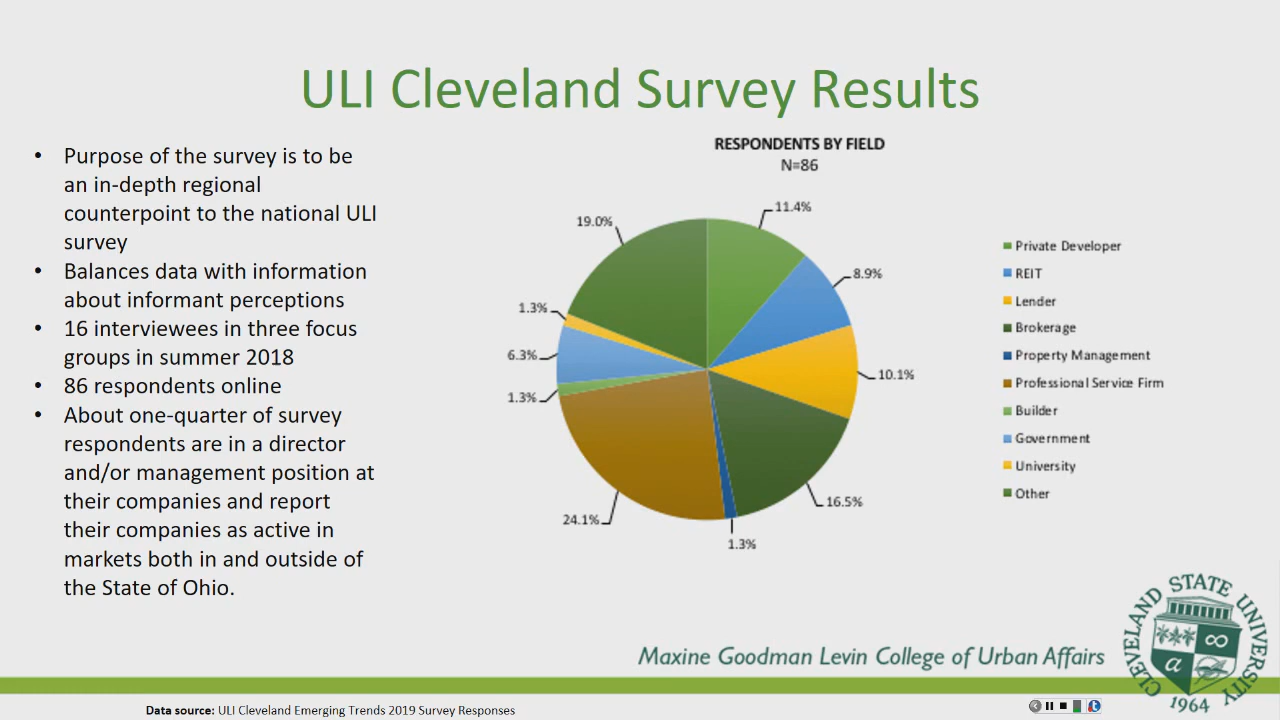 ULI Cleveland Survey Results
• Purpose of the survey is to be
an in-depth regional
counterpoint to the national ULI
survey
• Balances data with information
about informant perceptions
• 16 interviewees in three focus
groups in summer 2018
• 86 respondents online
• About one-quarter of survey
respondents are in a director
and/or management position at
their companies and report
their companies as active in
markets both in and outside of
the State of Ohio.
RESPONDENTS BY FIELD
N=86
11.4%
8.9%
10.1%
16.5%
1.3%
24.1%
1.3%
6.3%
1.3%
19.0%
Private Developer
REIT
Lender
Brokerage
Property Management
Professional Service Firm
Builder
Government
University
Other
Maxine Goodman Levin College of Urban Affairs
CLEVELAND STATE UNIVERSITY
1964
Data source: ULI Cleveland Emerging Trends 2019 Survey Responses